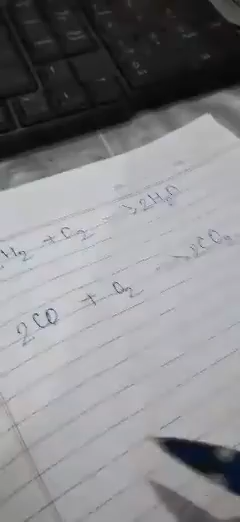 H₂ + O₂ → 2H₂O
2CO + O₂ → 2CO₂